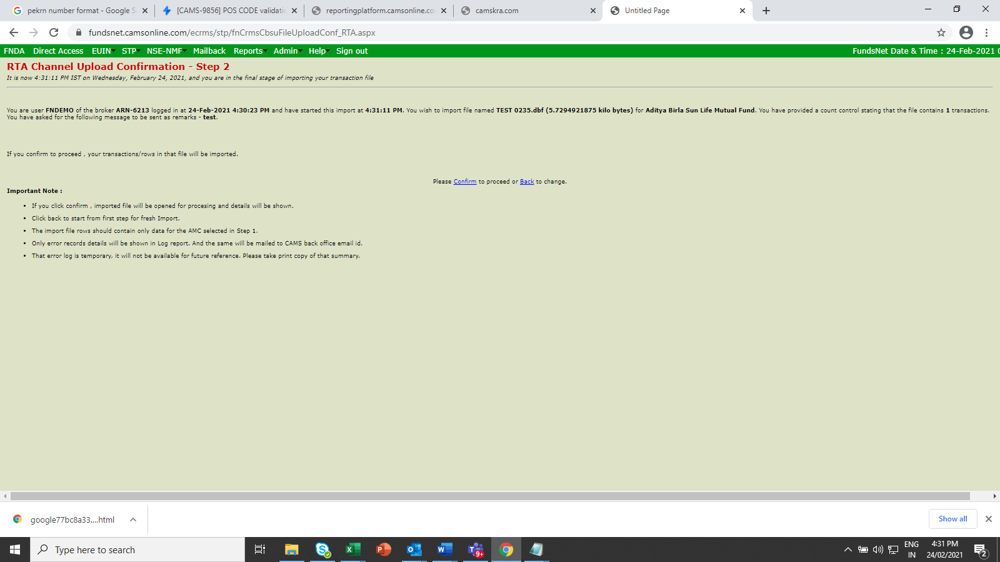 pekrn number format - Google S
[CAMS-9856] POS CODE validatio
reportingplatform.camsonline.co
camskra.com
Untitled Page
fundsnet.camsonline.com/ecrms/stp/fnCrmsCbsuFileUploadConf_RTA.aspx
FNDA Direct Access EUIN STP NSE-NMF Mailback Reports Admin Help Sign out FundsNet Date & Time : 24-Feb-2021 0
RTA Channel Upload Confirmation - Step 2
It is now 4:31:11 PM IST on Wednesday, February 24, 2021, and you are in the final stage of importing your transaction file
You are user FNDEMO of the broker ARN-6213 logged in at 24-Feb-2021 4:30:23 PM and have started this import at 4:31:11 PM. You wish to import file named TEST 0235.dbf (5.7294921875 kilo bytes) for Aditya Birla Sun Life Mutual Fund. You have provided a count control stating that the file contains 1 transactions.
You have asked for the following message to be sent as remarks - test.
If you confirm to proceed , your transactions/rows in that file will be imported.
Please Confirm to proceed or Back to change.
Important Note :
• If you click confirm , imported file will be opened for procesing and details will be shown.
• Click back to start from first step for fresh Import.
• The import file rows should contain only data for the AMC selected in Step 1.
• Only error records details will be shown in Log report. And the same will be mailed to CAMS back office email id.
• That error log is temporary, it will not be available for future reference. Please take print copy of that summary.
google77bc8a33....html
Show all
Type here to search
9+
ENG
IN
4:31 PM
24/02/2021
2